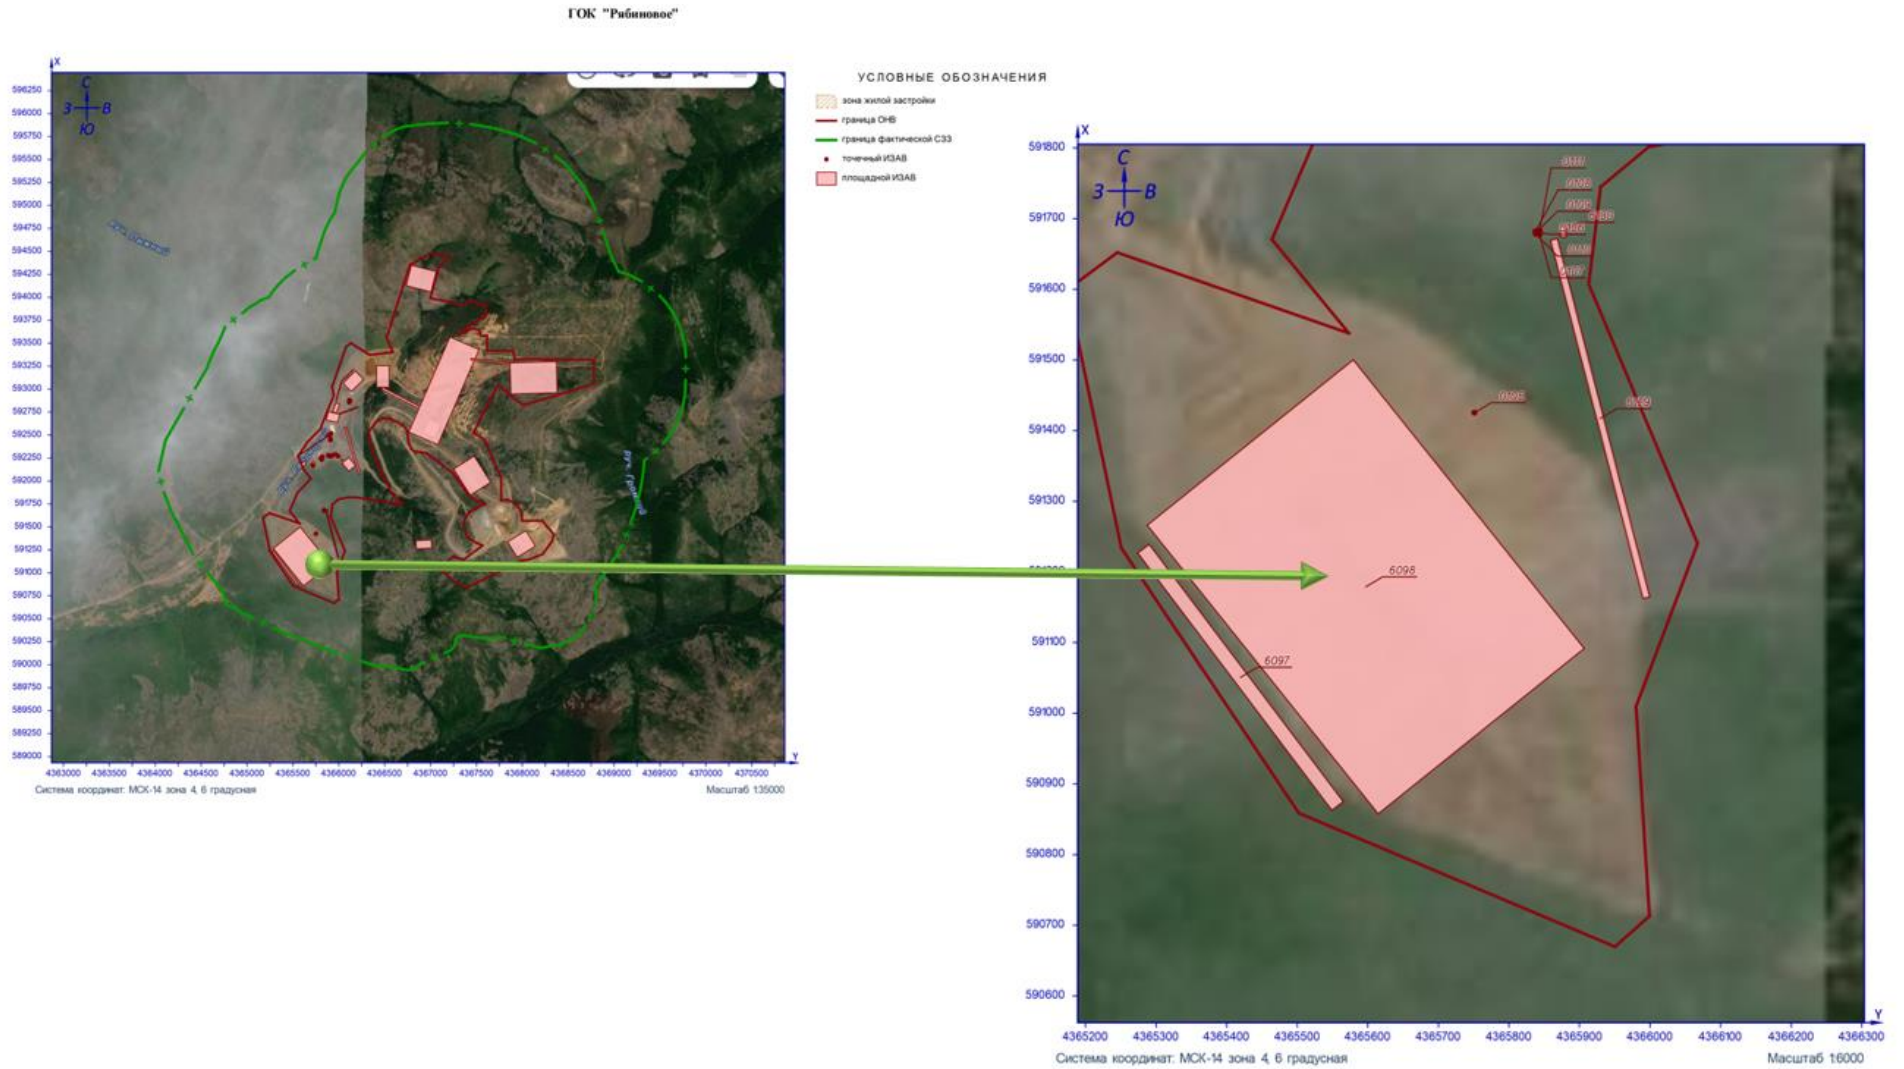 ГОК "Рябиновое"
X
С
З В
Ю
596250
596000
595750
595500
595250
595000
594750
594500
594250
594000
593750
593500
593250
593000
592750
592500
592250
592000
591750
591500
591250
591000
590750
590500
590250
590000
589750
589500
589250
589000
Y
4363000 4363500 4364000 4364500 4365000 4365500 4366000 4366500 4367000 4367500 4368000 4368500 4369000 4369500 4370000 4370500
Система координат: МСК-14 зона 4, 6 градусная
Масштаб 1:35000
УСЛОВНЫЕ ОБОЗНАЧЕНИЯ
зона жилой застройки
граница ОНВ
граница фактической СЗЗ
точечный ИЗАВ
площадной ИЗАВ
X
С
З В
Ю
591800
591700
591600
591500
591400
591300
591100
591000
590900
590800
590700
590600
6129
6098
6097
Y
4365200 4365300 4365400 4365500 4365600 4365700 4365800 4365900 4366000 4366100 4366200 4366300
Система координат: МСК-14 зона 4, 6 градусная
Масштаб 1:6000